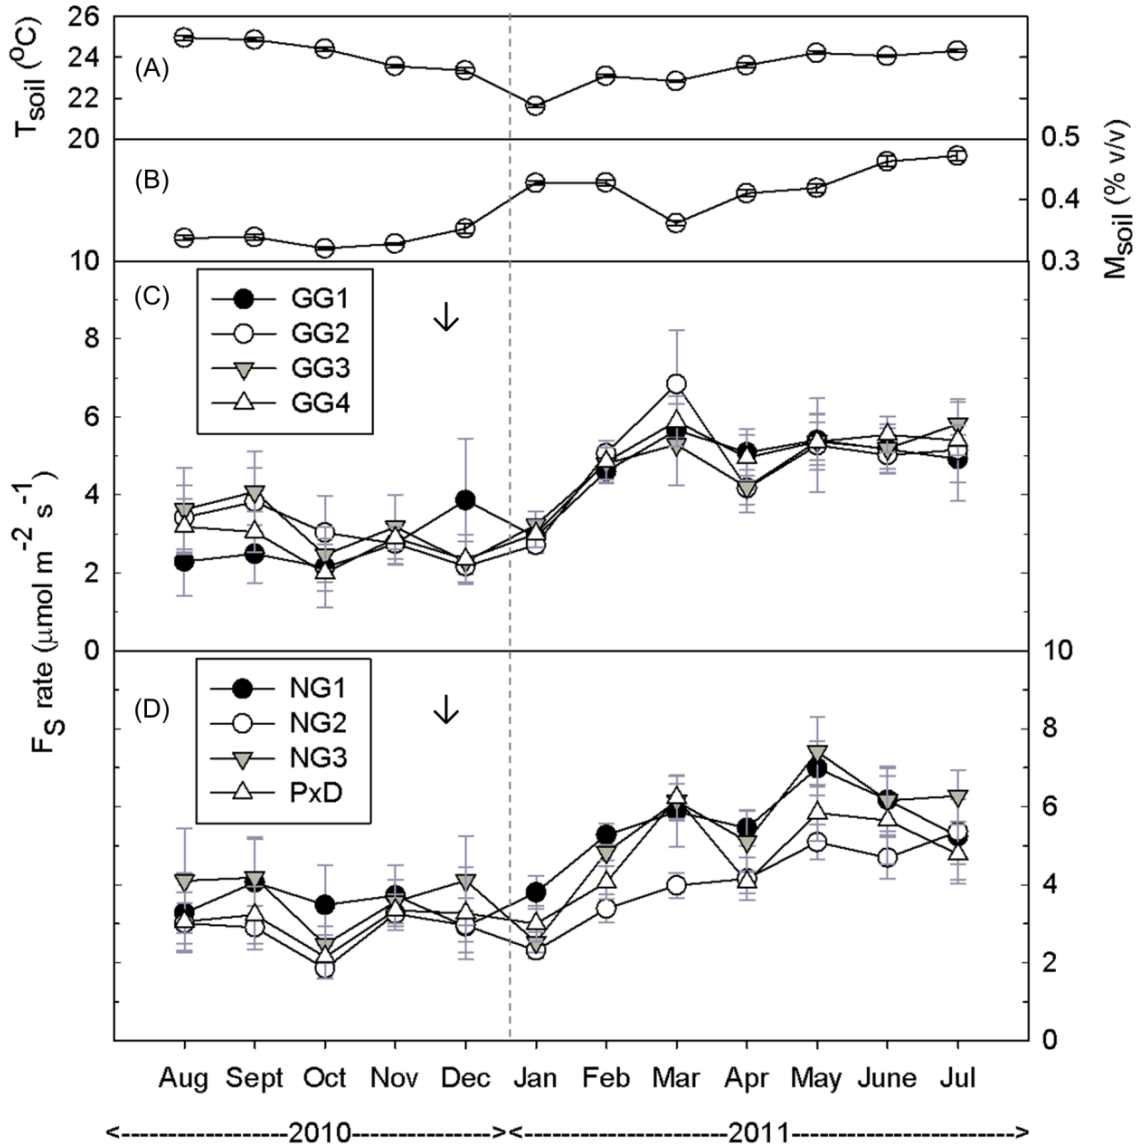 26
24
22
20
T_soil (°C)
(A)
(B)
0.5
0.4
0.3
M_soil (% v/v)
10
8
6
4
2
0
(C)
GG1
GG2
GG3
GG4
↓
F_S rate (μmol m^-2 s^-1)
(D)
NG1
NG2
NG3
PxD
↓
10
8
6
4
2
0
Aug Sept Oct Nov Dec Jan Feb Mar Apr May June Jul
<-----------------2010-----------------><---------------------2011--------------------------->